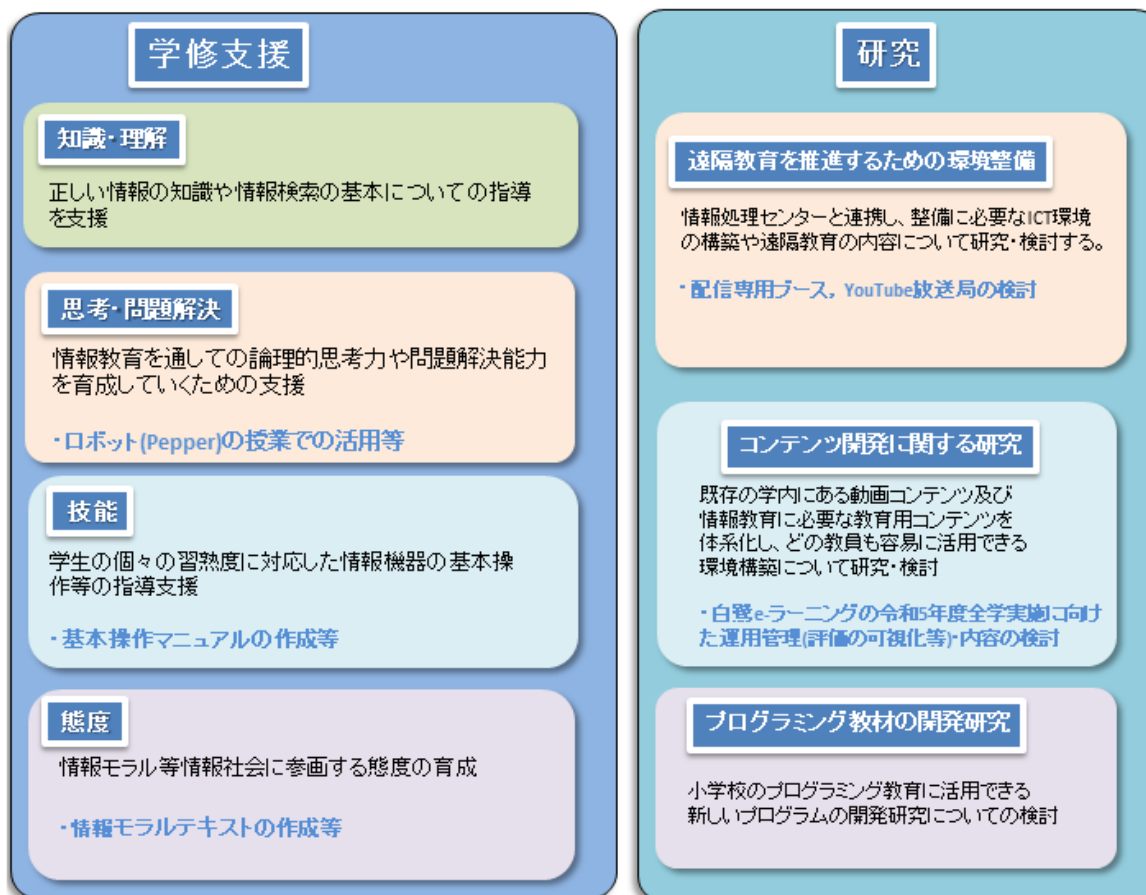 学修支援
知識・理解
正しい情報の知識や情報検索の基本についての指導
を支援
思考・問題解決
情報教育を通しての論理的思考力や問題解決能力
を育成していくための支援
・ロボット(Pepper)の授業での活用等
技能
学生の個々の習熟度に対応した情報機器の基本操
作等の指導支援
・基本操作マニュアルの作成等
態度
情報モラル等情報社会に参画する態度の育成
・情報モラルテキストの作成等
研究
遠隔教育を推進するための環境整備
情報処理センターと連携し、整備に必要なICT環境
の構築や遠隔教育の内容について研究・検討する。
・配信専用ブース，YouTube放送局の検討
コンテンツ開発に関する研究
既存の学内にある動画コンテンツ及び
情報教育に必要な教育用コンテンツを
体系化し、どの教員も容易に活用できる
環境構築について研究・検討
・白鷺e-ラーニングの令和5年度全学実施に向け
た運用管理(評価の可視化等)・内容の検討
プログラミング教材の開発研究
小学校のプログラミング教育に活用できる
新しいプログラムの開発研究についての検討